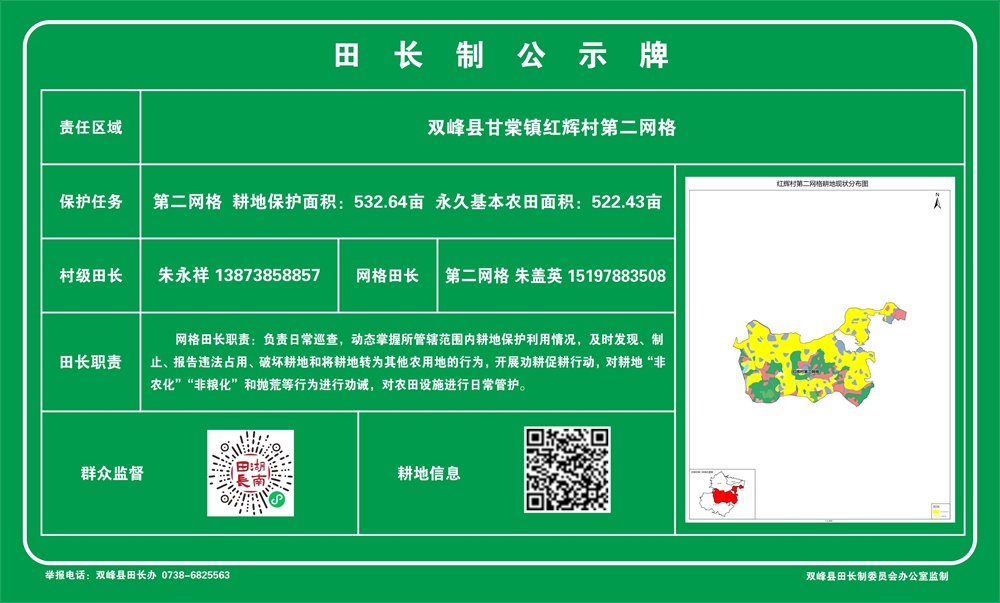 田长制公示牌
责任区域
双峰县甘棠镇红辉村第二网格
保护任务
第二网格 耕地保护面积：532.64亩 永久基本农田面积：522.43亩
村级田长
朱永祥 13873858857
网格田长
第二网格 朱盖英 15197883508
田长职责
网格田长职责：负责日常巡查，动态掌握所管辖范围内耕地保护利用情况，及时发现、制
止、报告违法占用、破坏耕地和将耕地转为其他农用地的行为，开展劝耕促耕行动，对耕地“非
农化”“非粮化”和抛荒等行为进行劝诫，对农田设施进行日常管护。
红辉村第二网格耕地现状分布图
N
群众监督
湖南
田長
耕地信息
举报电话：双峰县田长办 0738-6825563
双峰县田长制委员会办公室监制